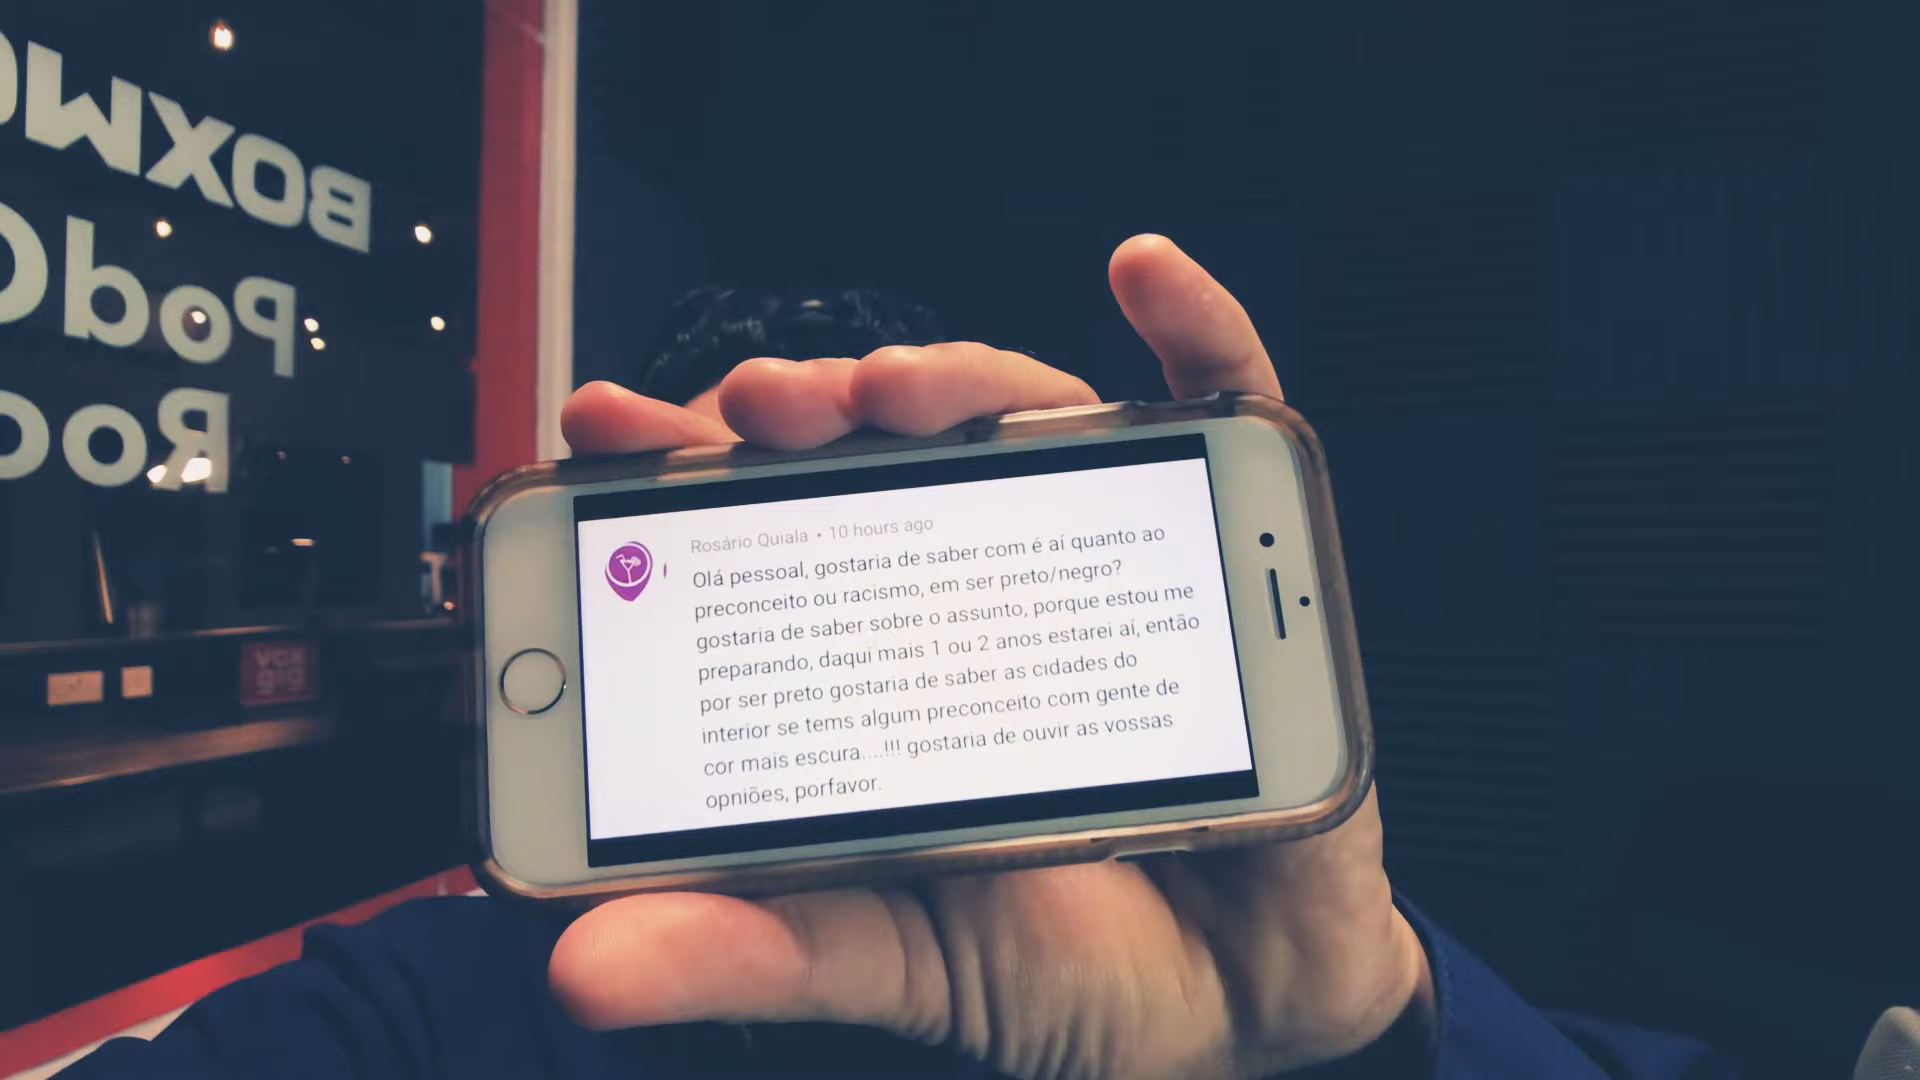 BOXWO
PodC
Roo
vox
gig
Rosário Quiala • 10 hours ago
Olá pessoal, gostaria de saber com é aí quanto ao
preconceito ou racismo, em ser preto/negro?
gostaria de saber sobre o assunto, porque estou me
preparando, daqui mais 1 ou 2 anos estarei aí, então
por ser preto gostaria de saber as cidades do
interior se tems algum preconceito com gente de
cor mais escura....!!! gostaria de ouvir as vossas
opniões, porfavor.